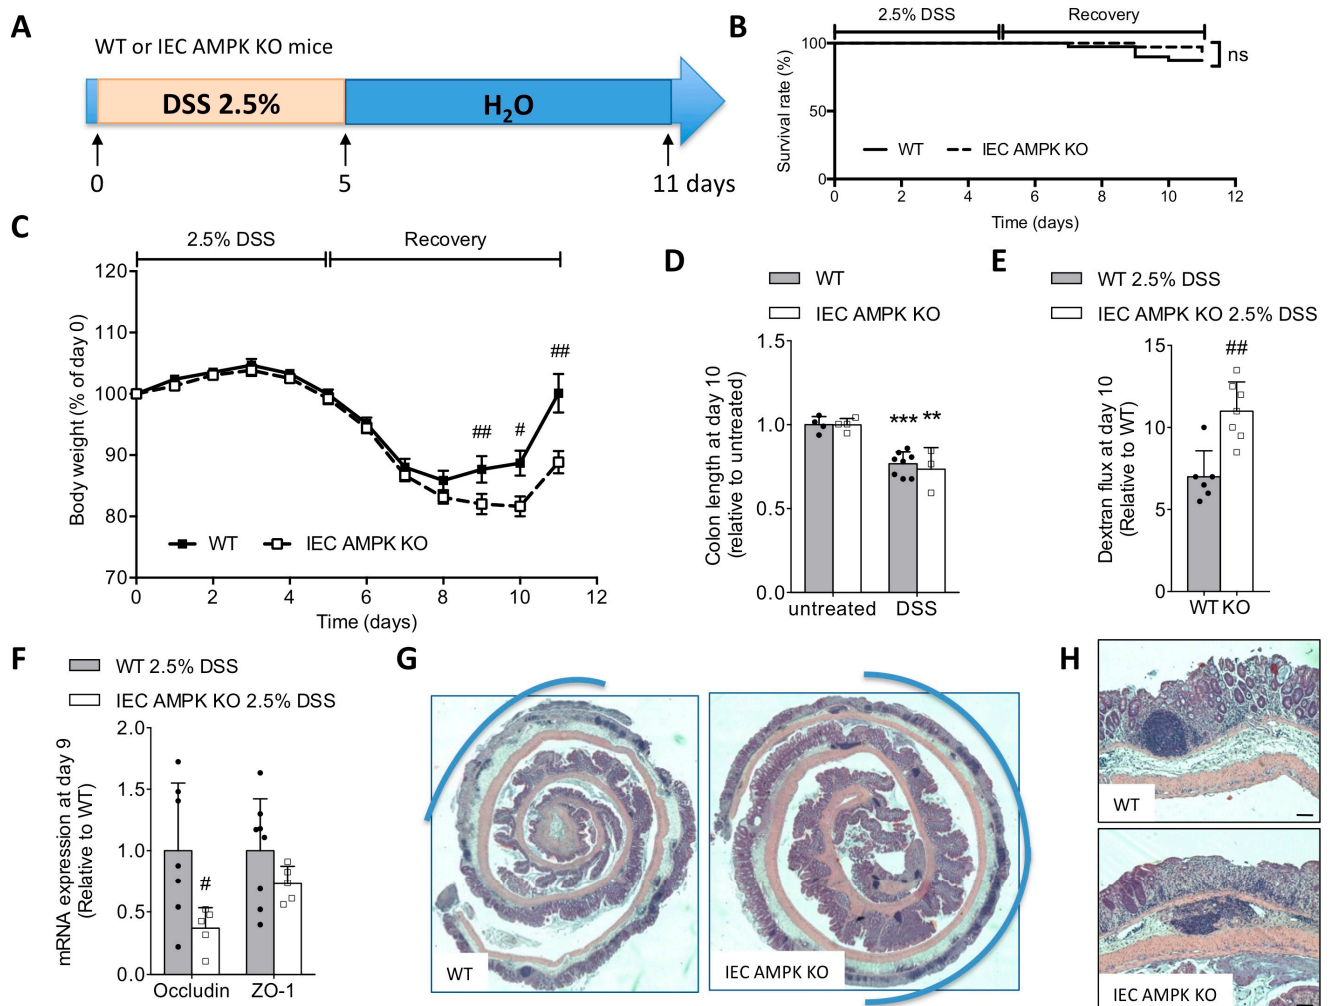 A
WT or IEC AMPK KO mice
DSS 2.5%
H₂O
0
5
11 days
B
2.5% DSS
Recovery
Survival rate (%)
100
50
0
ns
WT
IEC AMPK KO
0 2 4 6 8 10 12
Time (days)
C
2.5% DSS
Recovery
Body weight (% of day 0)
120
110
100
90
80
70
##
#
##
WT
IEC AMPK KO
0 2 4 6 8 10 12
Time (days)
D
WT
IEC AMPK KO
Colon length at day 10
(relative to untreated)
1.5
1.0
0.5
0.0
***
**
untreated
DSS
E
WT 2.5% DSS
IEC AMPK KO 2.5% DSS
Dextran flux at day 10
(Relative to WT)
15
10
5
0
##
WT KO
F
WT 2.5% DSS
IEC AMPK KO 2.5% DSS
mRNA expression at day 9
(Relative to WT)
2.0
1.5
1.0
0.5
0.0
#
Occludin
ZO-1
G
WT
IEC AMPK KO
H
WT
IEC AMPK KO